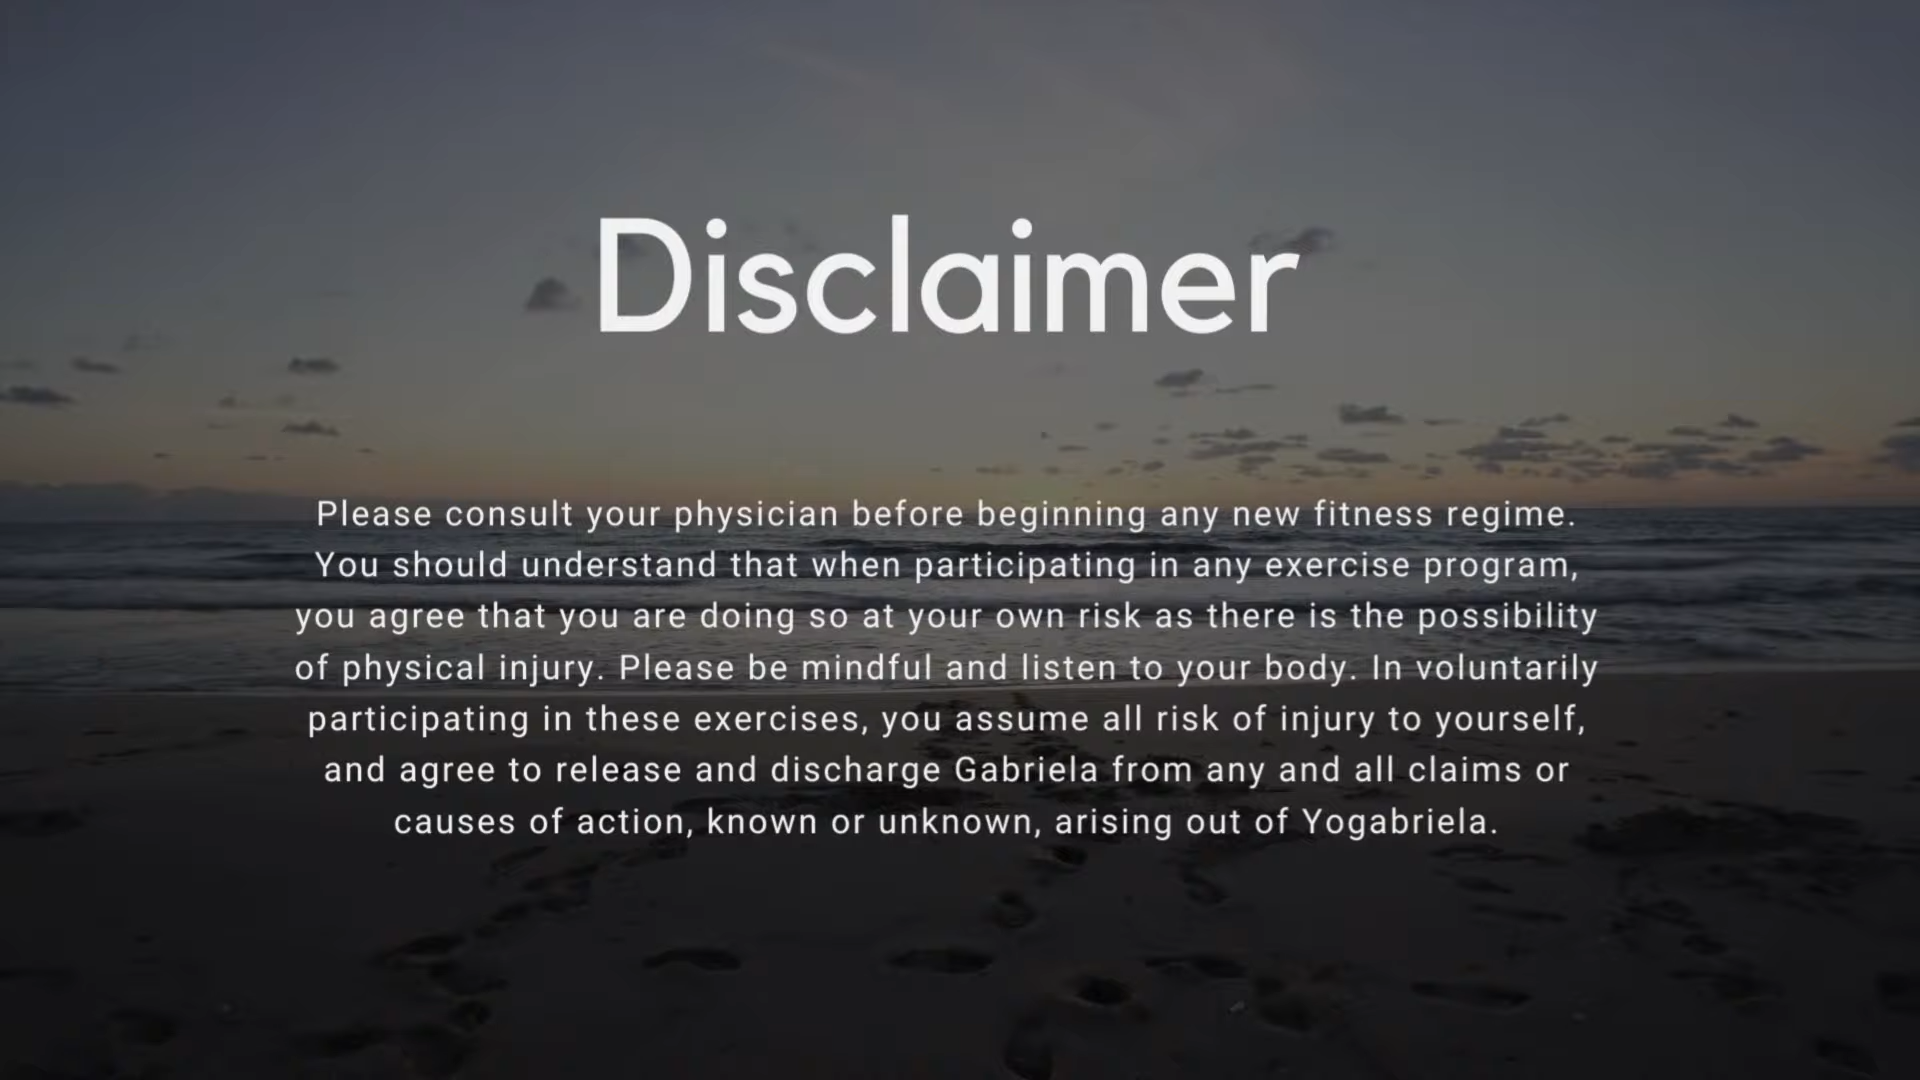 Disclaimer
Please consult your physician before beginning any new fitness regime.
You should understand that when participating in any exercise program,
you agree that you are doing so at your own risk as there is the possibility
of physical injury. Please be mindful and listen to your body. In voluntarily
participating in these exercises, you assume all risk of injury to yourself,
and agree to release and discharge Gabriela from any and all claims or
causes of action, known or unknown, arising out of Yogabriela.